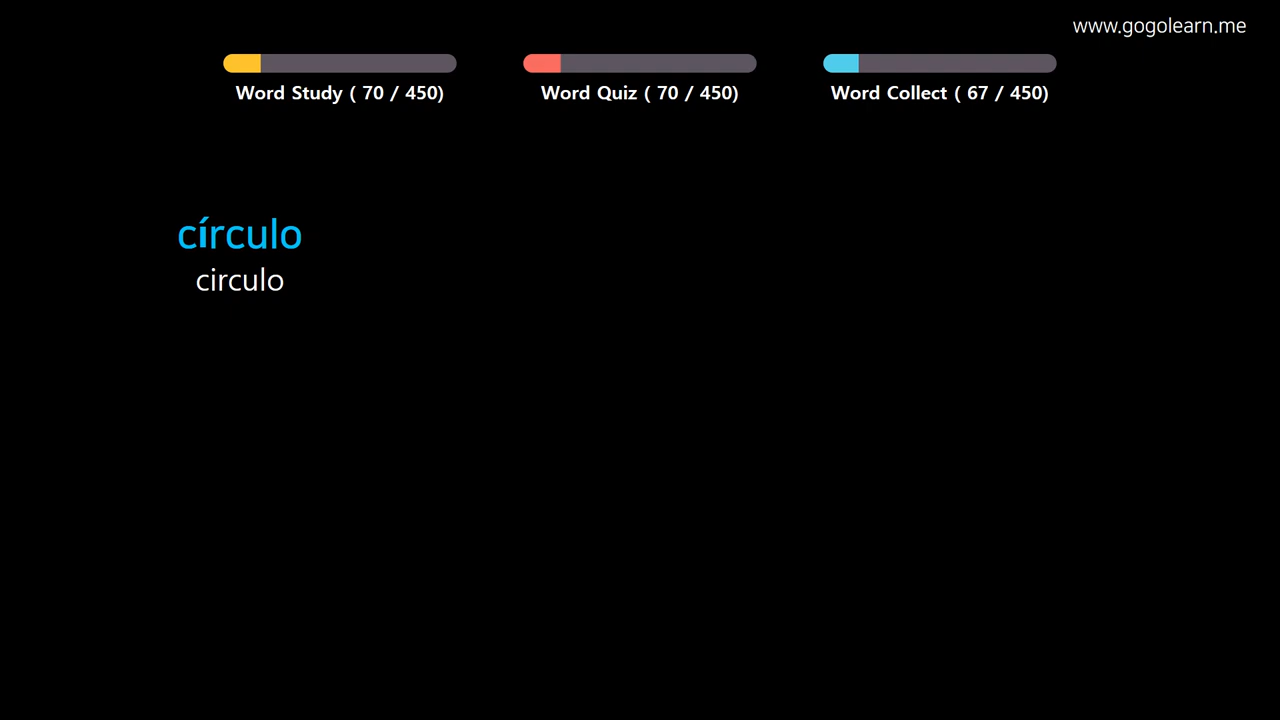 www.gogolearn.me
Word Study ( 70 / 450)
Word Quiz ( 70 / 450)
Word Collect ( 67 / 450)
círculo
circulo